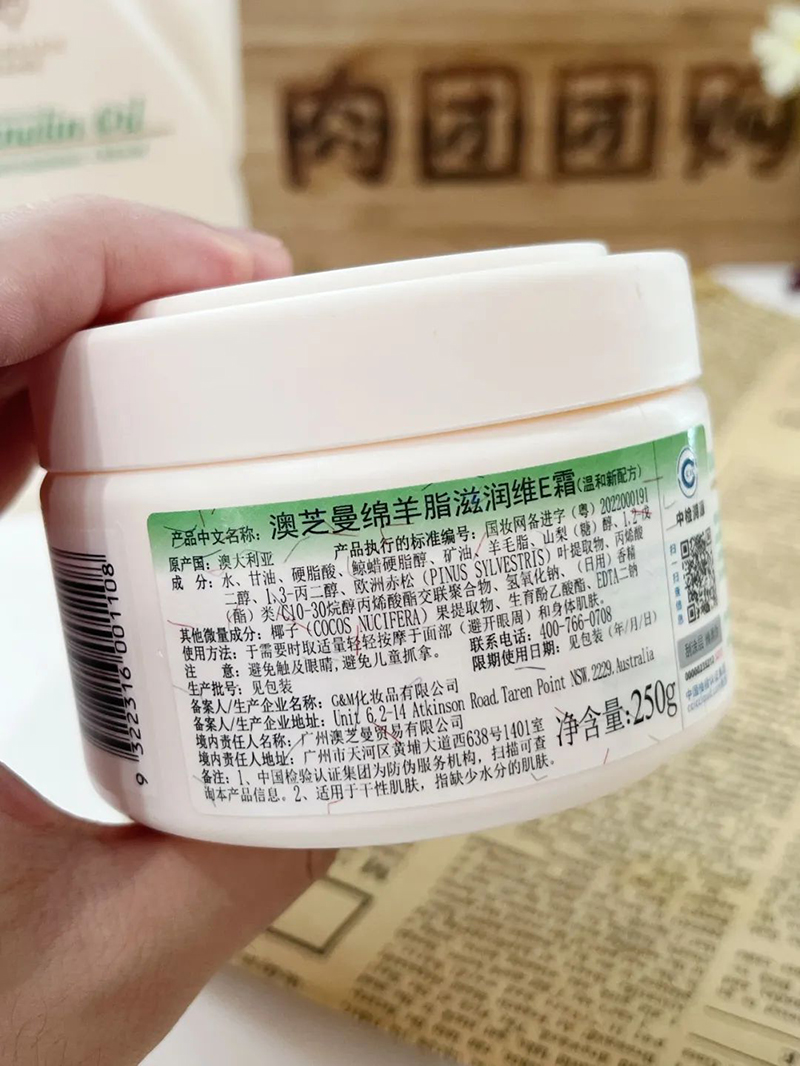 Oil
肉团团购
产品中文名称：澳芝曼绵羊脂滋润维E霜(温和新配方)
原产国：澳大利亚 产品执行的标准编号：国妆网备进字（粤）2022000191
成 分：水、甘油、硬脂酸、鲸蜡硬脂醇、矿油、羊毛脂、山梨（糖）醇、1,2-戊
二醇、1,3-丙二醇、欧洲赤松（PINUS SYLVESTRIS）叶提取物、丙烯酸
（酯）类/C10-30烷醇丙烯酸酯交联聚合物、氢氧化钠、（日用）香精
其他微量成分：椰子（COCOS NUCIFERA）果提取物、生育酚乙酸酯、EDTA二钠
使用方法：于需要时取适量轻轻按摩于面部（避开眼周）和身体肌肤。
注 意：避免触及眼睛，避免儿童抓拿。 联系电话：400-766-0708
生产批号：见包装 限期使用日期：见包装（年/月/日）
备案人/生产企业名称：G&M化妆品有限公司
备案人/生产企业地址：Unit 6,2-14 Atkinson Road Taren Point NSW,2229,Australia
境内责任人名称：广州澳芝曼贸易有限公司
境内责任人地址：广州市天河区黄埔大道西638号1401室
备注：1、中国检验认证集团为防伪服务机构，扫描可查
询本产品信息。2、适用于干性肌肤，指缺少水分的肌肤。
净含量:250g
9 322316 001108
中检溯源